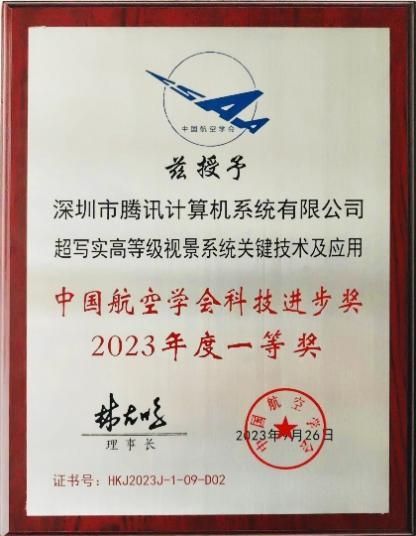 CSAA
中国航空学会
兹授予
深圳市腾讯计算机系统有限公司
超写实高等级视景系统关键技术及应用
中国航空学会科技进步奖
2023年度一等奖
林左鸣
理事长
中国航空学会
2023年 月26日
证书号：HKJ2023J-1-09-D02